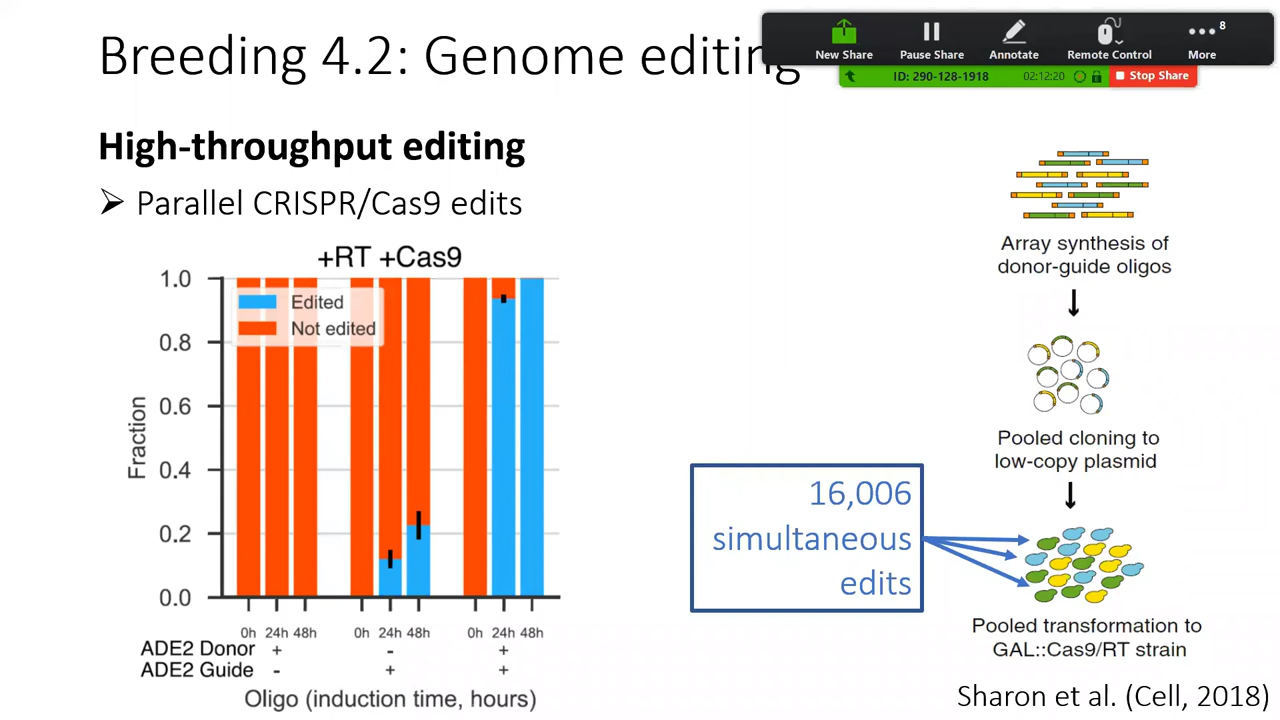 Breeding 4.2: Genome editing
New Share
Pause Share
Annotate
Remote Control
8
More
ID: 290-128-1918
02:12:20
Stop Share
High-throughput editing
➢ Parallel CRISPR/Cas9 edits
+RT +Cas9
1.0
0.8
0.6
0.4
0.2
0.0
Fraction
Edited
Not edited
0h 24h 48h 0h 24h 48h 0h 24h 48h
ADE2 Donor + - +
ADE2 Guide - + +
Oligo (induction time, hours)
Array synthesis of
donor-guide oligos
Pooled cloning to
low-copy plasmid
16,006
simultaneous
edits
Pooled transformation to
GAL::Cas9/RT strain
Sharon et al. (Cell, 2018)